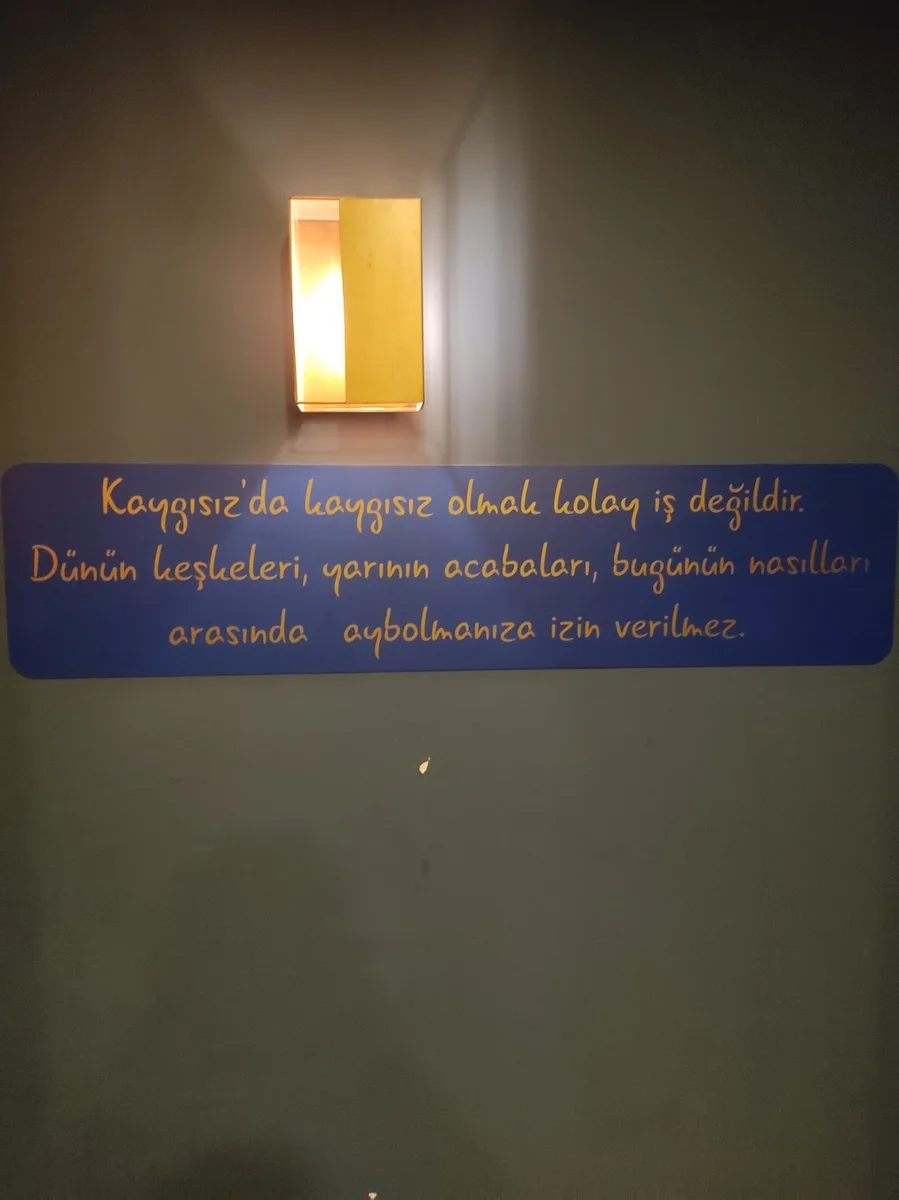 Kaygısız'da kaygısız olmak kolay iş değildir.
Dünün keşkeleri, yarının acabaları, bugünün nasılları
arasında aybolmanıza izin verilmez.